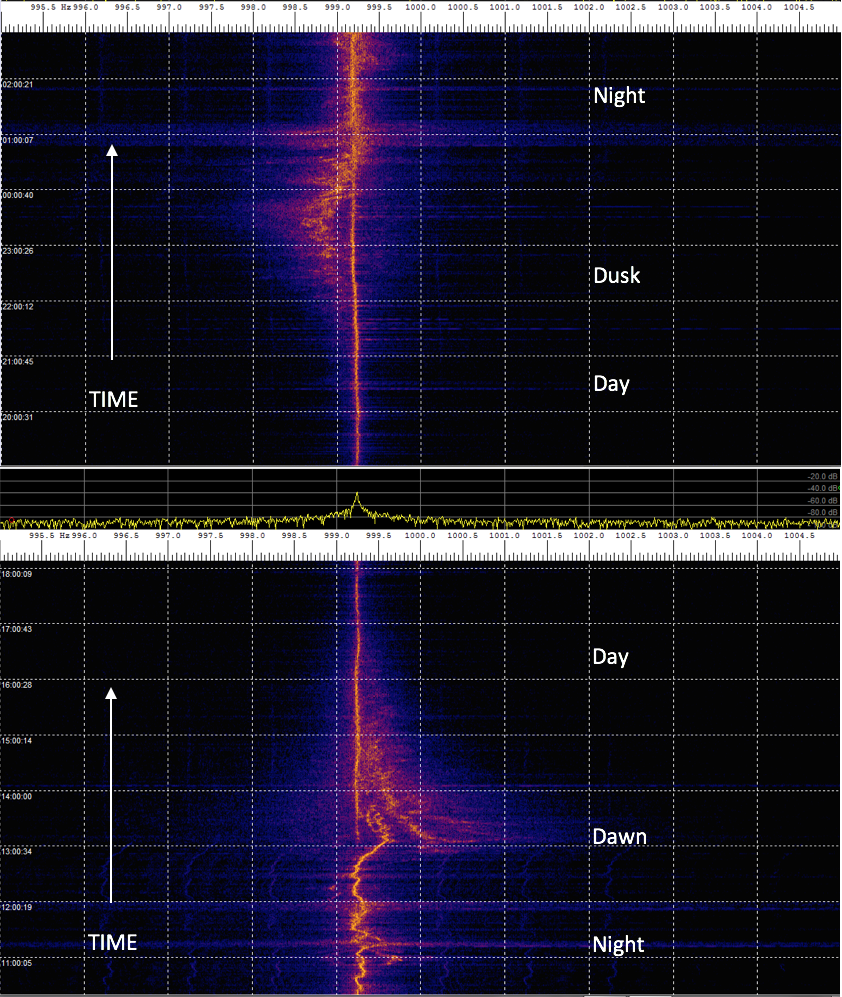 995.5 Hz 996.0 996.5 997.0 997.5 998.0 998.5 999.0 999.5 1000.0 1000.5 1001.0 1001.5 1002.0 1002.5 1003.0 1003.5 1004.0 1004.5
02:00:21
Night
01:00:07
00:00:40
23:00:26
Dusk
22:00:12
21:00:45
Day
TIME
20:00:31
-20.0 dB
-40.0 dB
-60.0 dB
-80.0 dB
995.5 Hz 996.0 996.5 997.0 997.5 998.0 998.5 999.0 999.5 1000.0 1000.5 1001.0 1001.5 1002.0 1002.5 1003.0 1003.5 1004.0 1004.5
18:00:09
17:00:43
Day
16:00:28
15:00:14
14:00:00
Dawn
13:00:34
12:00:19
TIME
Night
11:00:05